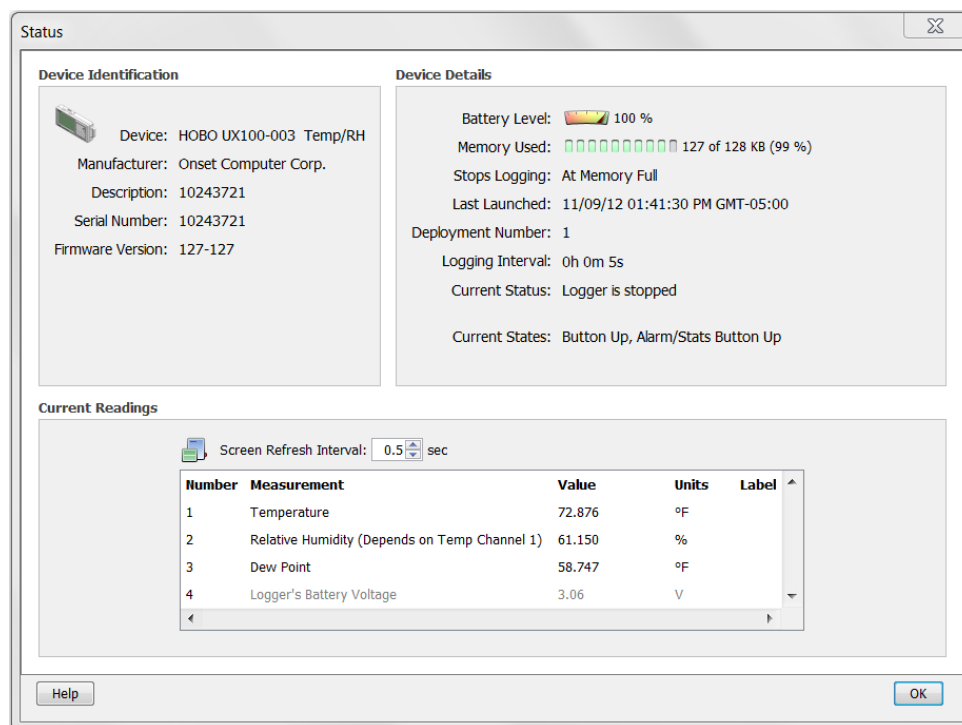 Status
Device Identification
Device: HOBO UX100-003 Temp/RH
Manufacturer: Onset Computer Corp.
Description: 10243721
Serial Number: 10243721
Firmware Version: 127-127
Device Details
Battery Level: 100 %
Memory Used: 127 of 128 KB (99 %)
Stops Logging: At Memory Full
Last Launched: 11/09/12 01:41:30 PM GMT-05:00
Deployment Number: 1
Logging Interval: 0h 0m 5s
Current Status: Logger is stopped
Current States: Button Up, Alarm/Stats Button Up
Current Readings
Screen Refresh Interval: 0.5 sec
Number Measurement Value Units Label
1 Temperature 72.876 ºF
2 Relative Humidity (Depends on Temp Channel 1) 61.150 %
3 Dew Point 58.747 ºF
4 Logger's Battery Voltage 3.06 V
Help OK